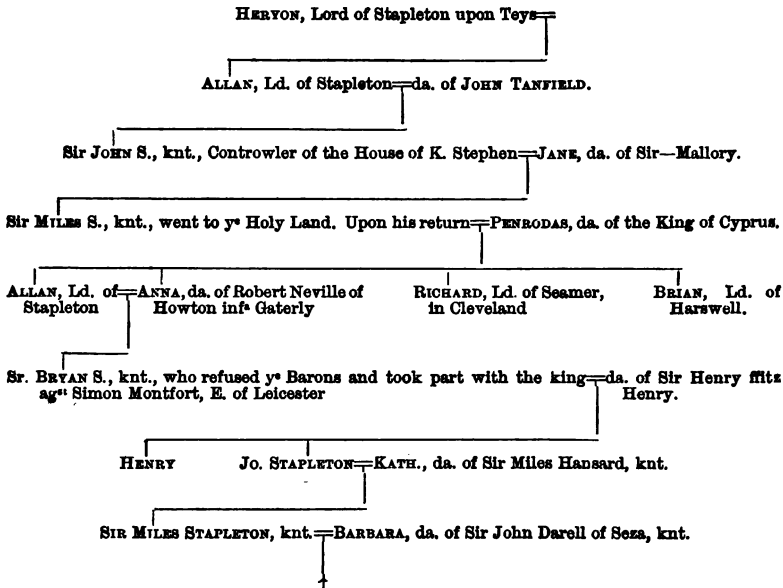 HERYON, Lord of Stapleton upon Teys
ALLAN, Ld. of Stapleton=da. of JOHN TANFIELD.
Sir JOHN S., knt., Controwler of the House of K. Stephen=JANE, da. of Sir—Mallory.
Sir MILES S., knt., went to yᵉ Holy Land. Upon his return=PENRODAS, da. of the King of Cyprus.
ALLAN, Ld. of=ANNA, da. of Robert Neville of RICHARD, Ld. of Seamer, BRIAN, Ld. of
Stapleton Howton infᵃ Gaterly in Cleveland Harswell.
Sr. BRYAN S., knt., who refused yᵉ Barons and took part with the king=da. of Sir Henry ffitz
agˢᵗ Simon Montfort, E. of Leicester Henry.
HENRY Jo. STAPLETON=KATH., da. of Sir Miles Hansard, knt.
SIR MILES STAPLETON, knt.=BARBARA, da. of Sir John Darell of Seza, knt.